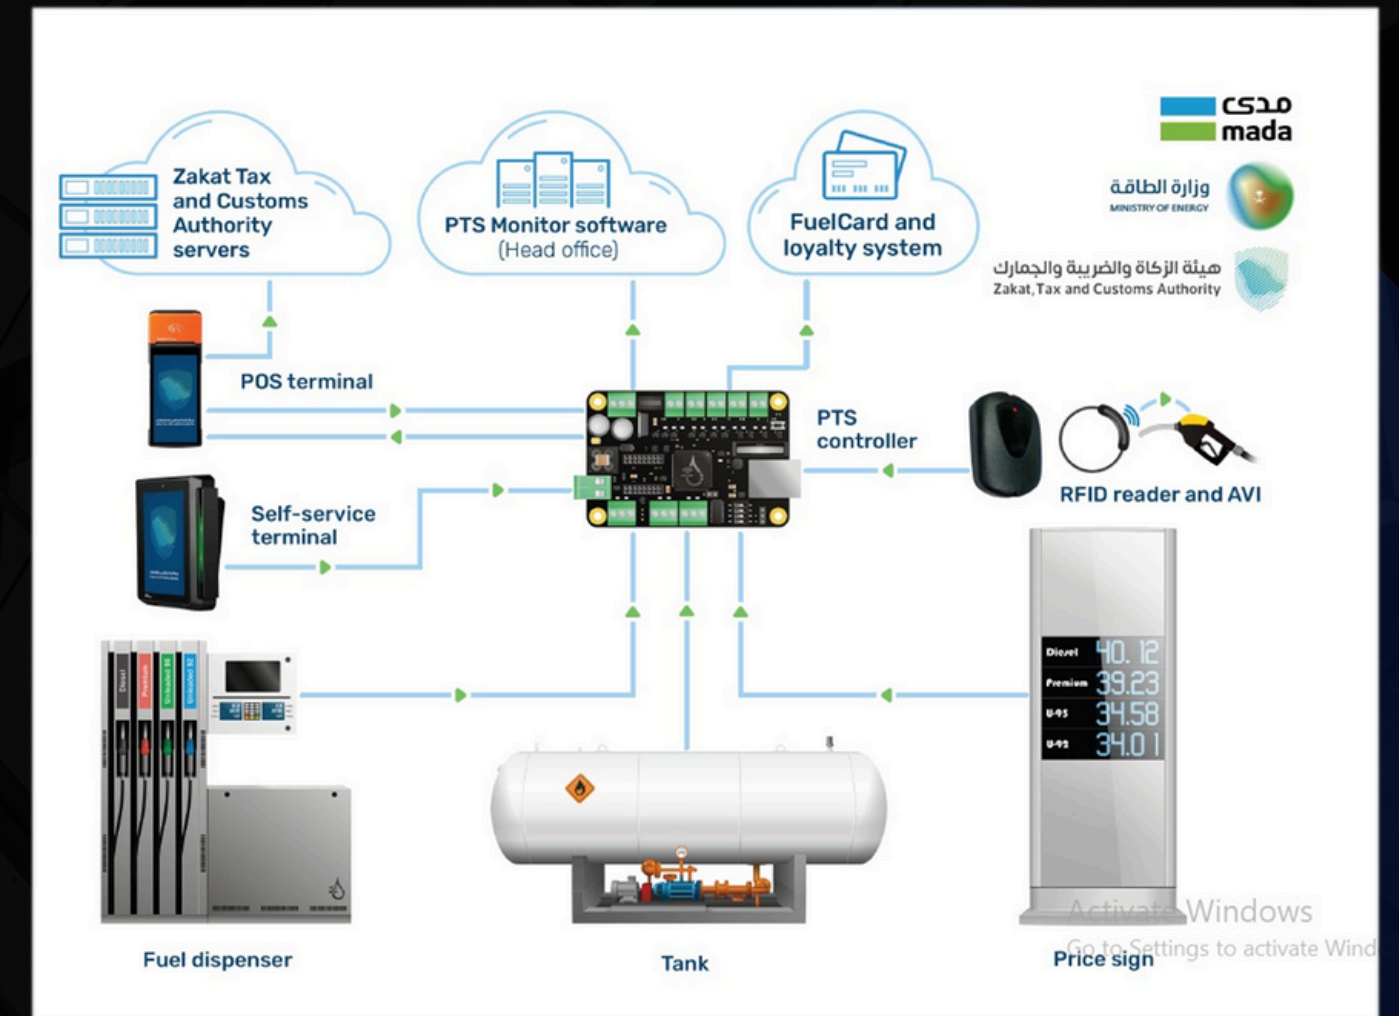 مدى
mada
Zakat Tax
and Customs
Authority
servers
PTS Monitor software
(Head office)
FuelCard and
loyalty system
وزارة الطاقة
MINISTRY OF ENERGY
هيئة الزكاة والضريبة والجمارك
Zakat, Tax and Customs Authority
POS terminal
PTS
controller
RFID reader and AVI
Self-service
terminal
Diesel
Premium
Unleaded 95
Unleaded 92
Diesel 40.12
Premium 39.23
U-95 34.58
U-92 34.01
Activate Windows
Go to Settings to activate Wind
Fuel dispenser
Tank
Price sign